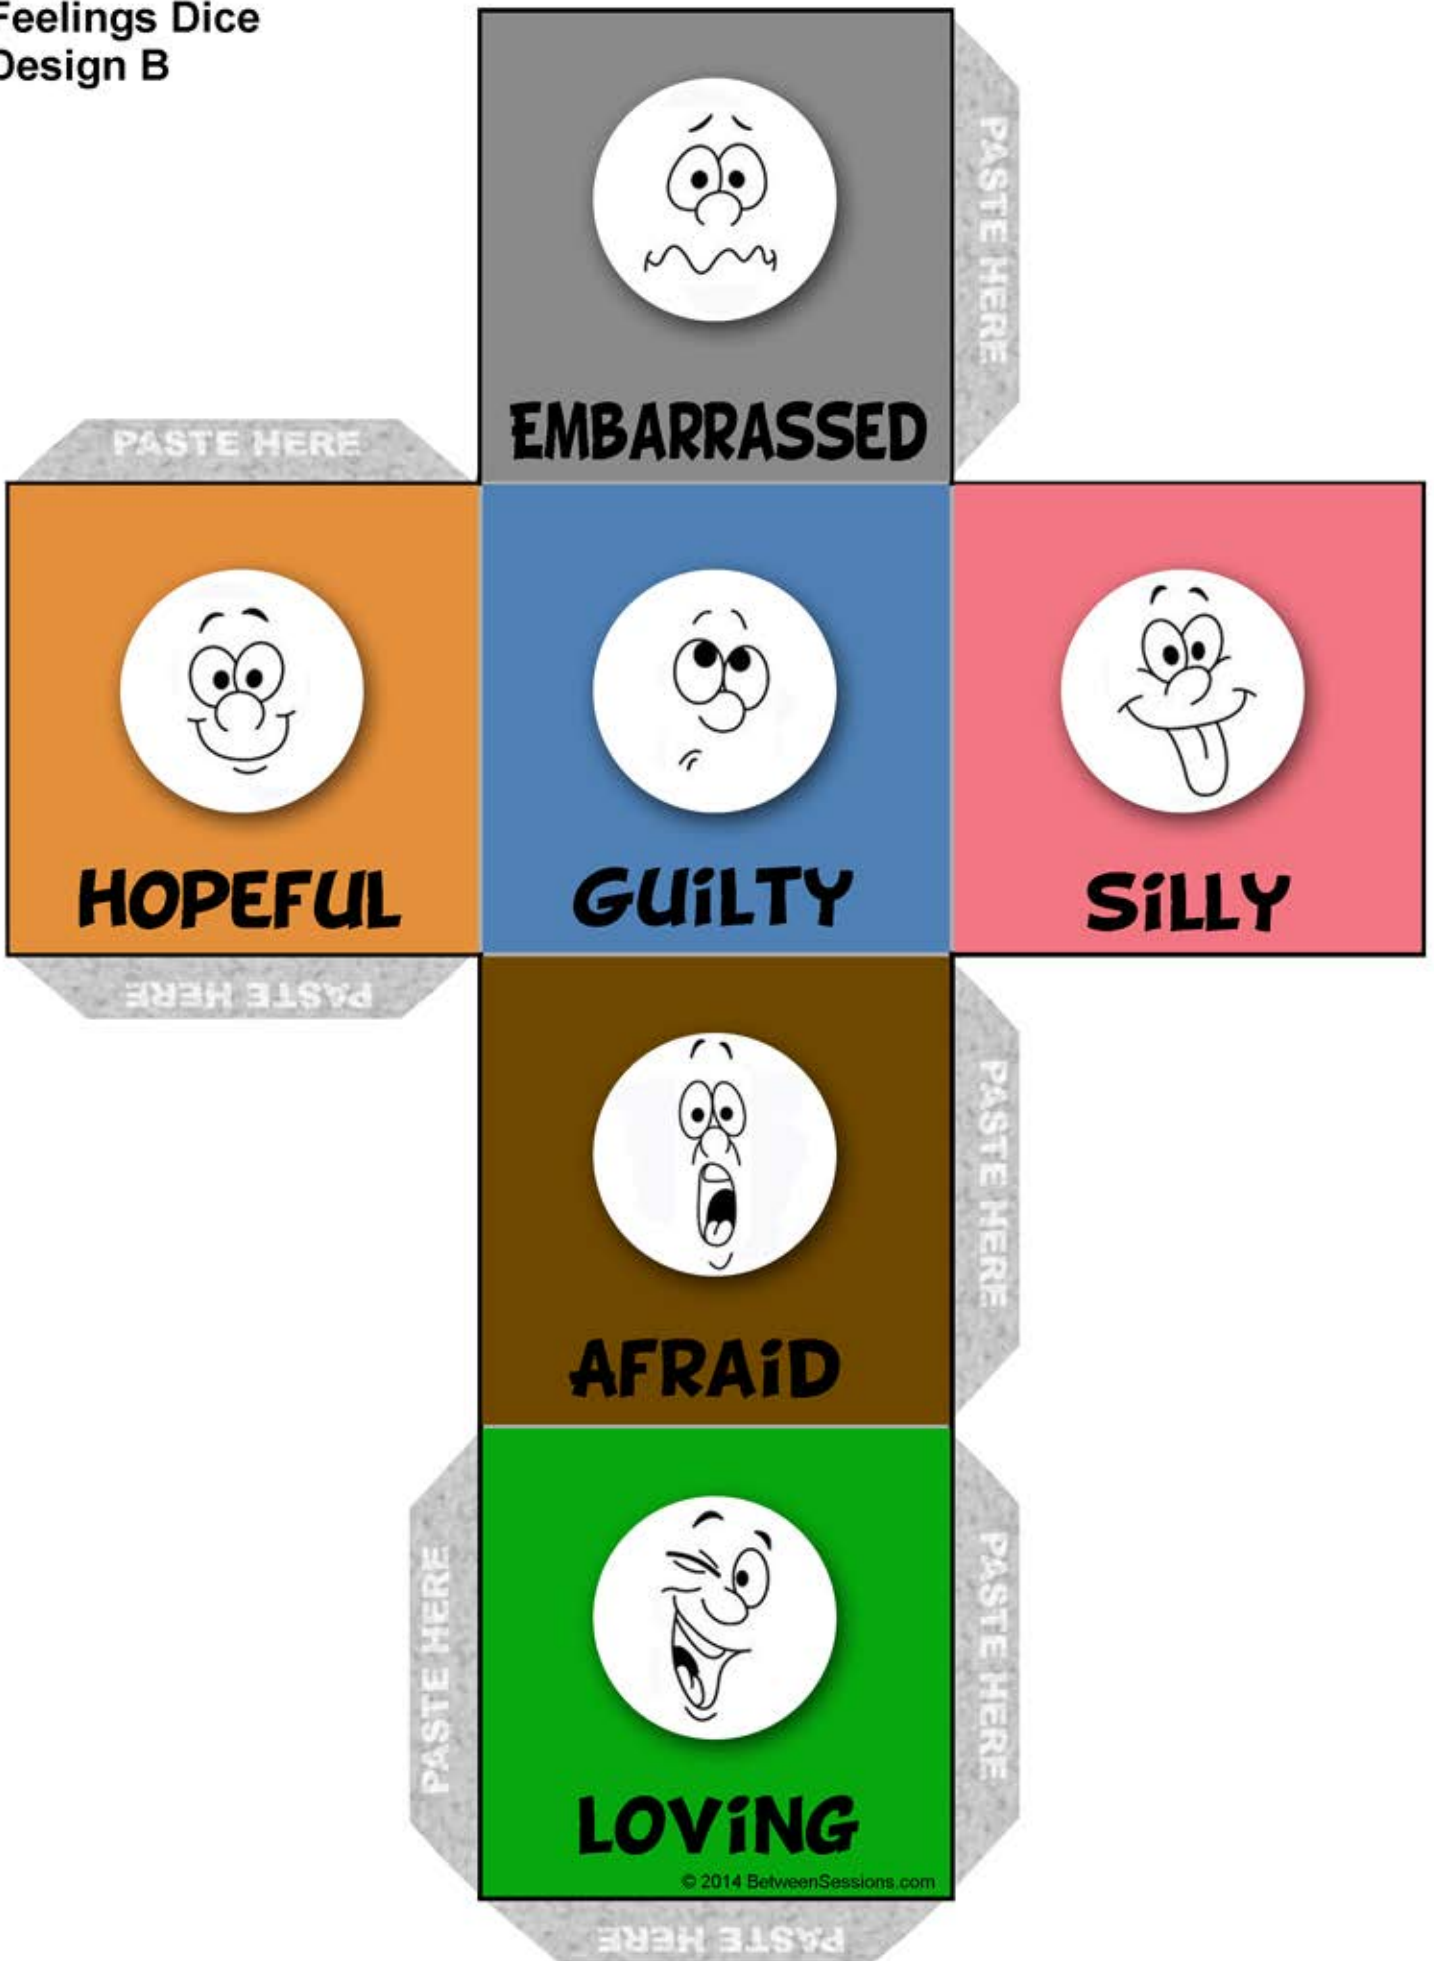 Feelings Dice
Design B
PASTE HERE
EMBARRASSED
PASTE HERE
HOPEFUL
GUiLTY
SiLLY
PASTE HERE
AFRAiD
PASTE HERE
LOViNG
© 2014 BetweenSessions.com
PASTE HERE
PASTE HERE
PASTE HERE